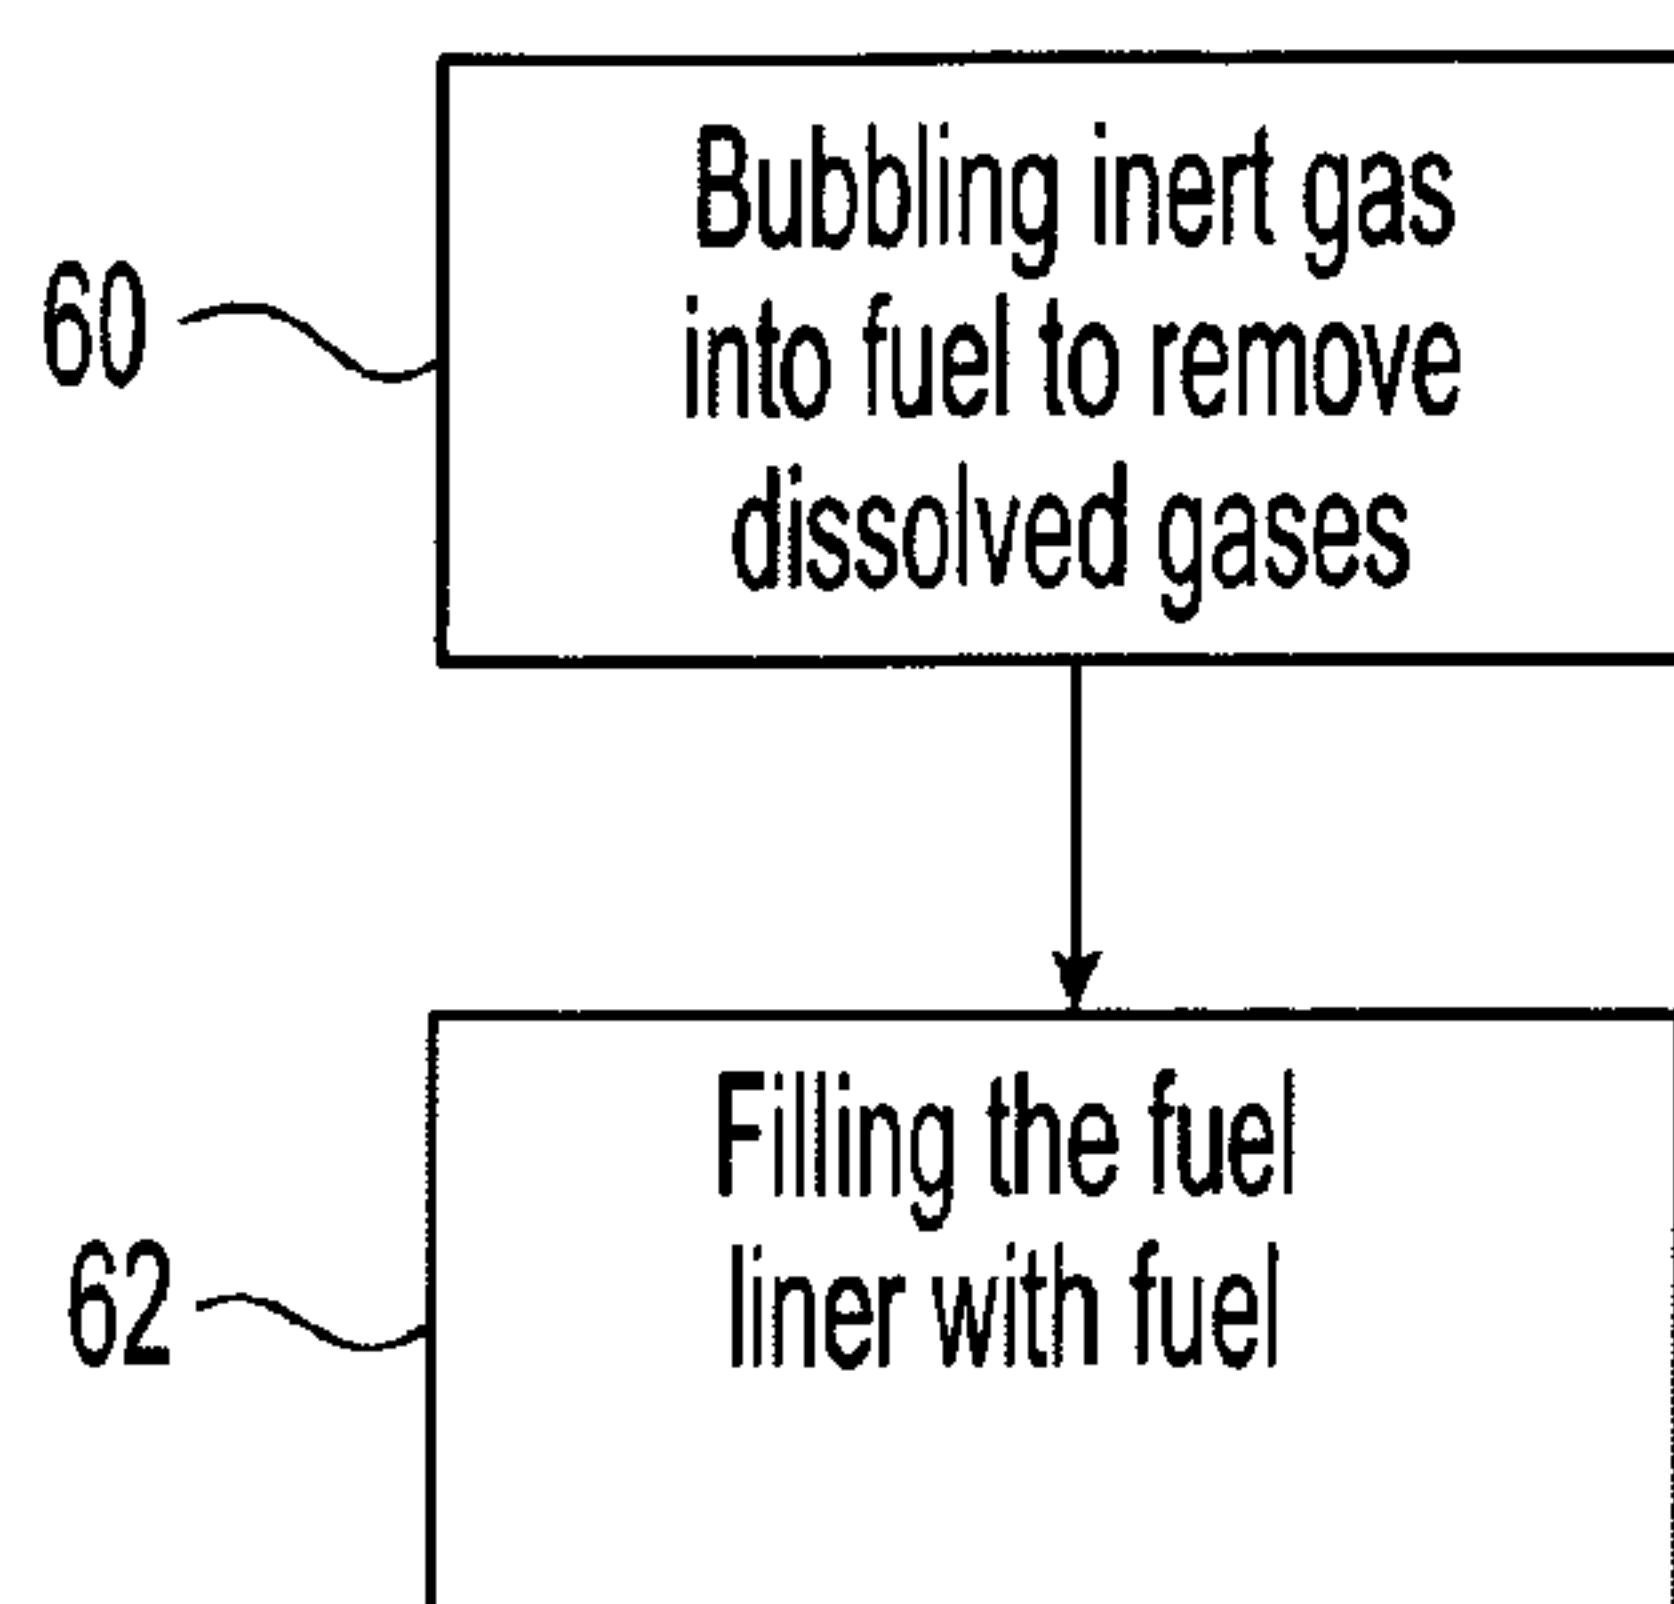 Bubbling inert gas
into fuel to remove
dissolved gases
60
Filling the fuel
liner with fuel
62